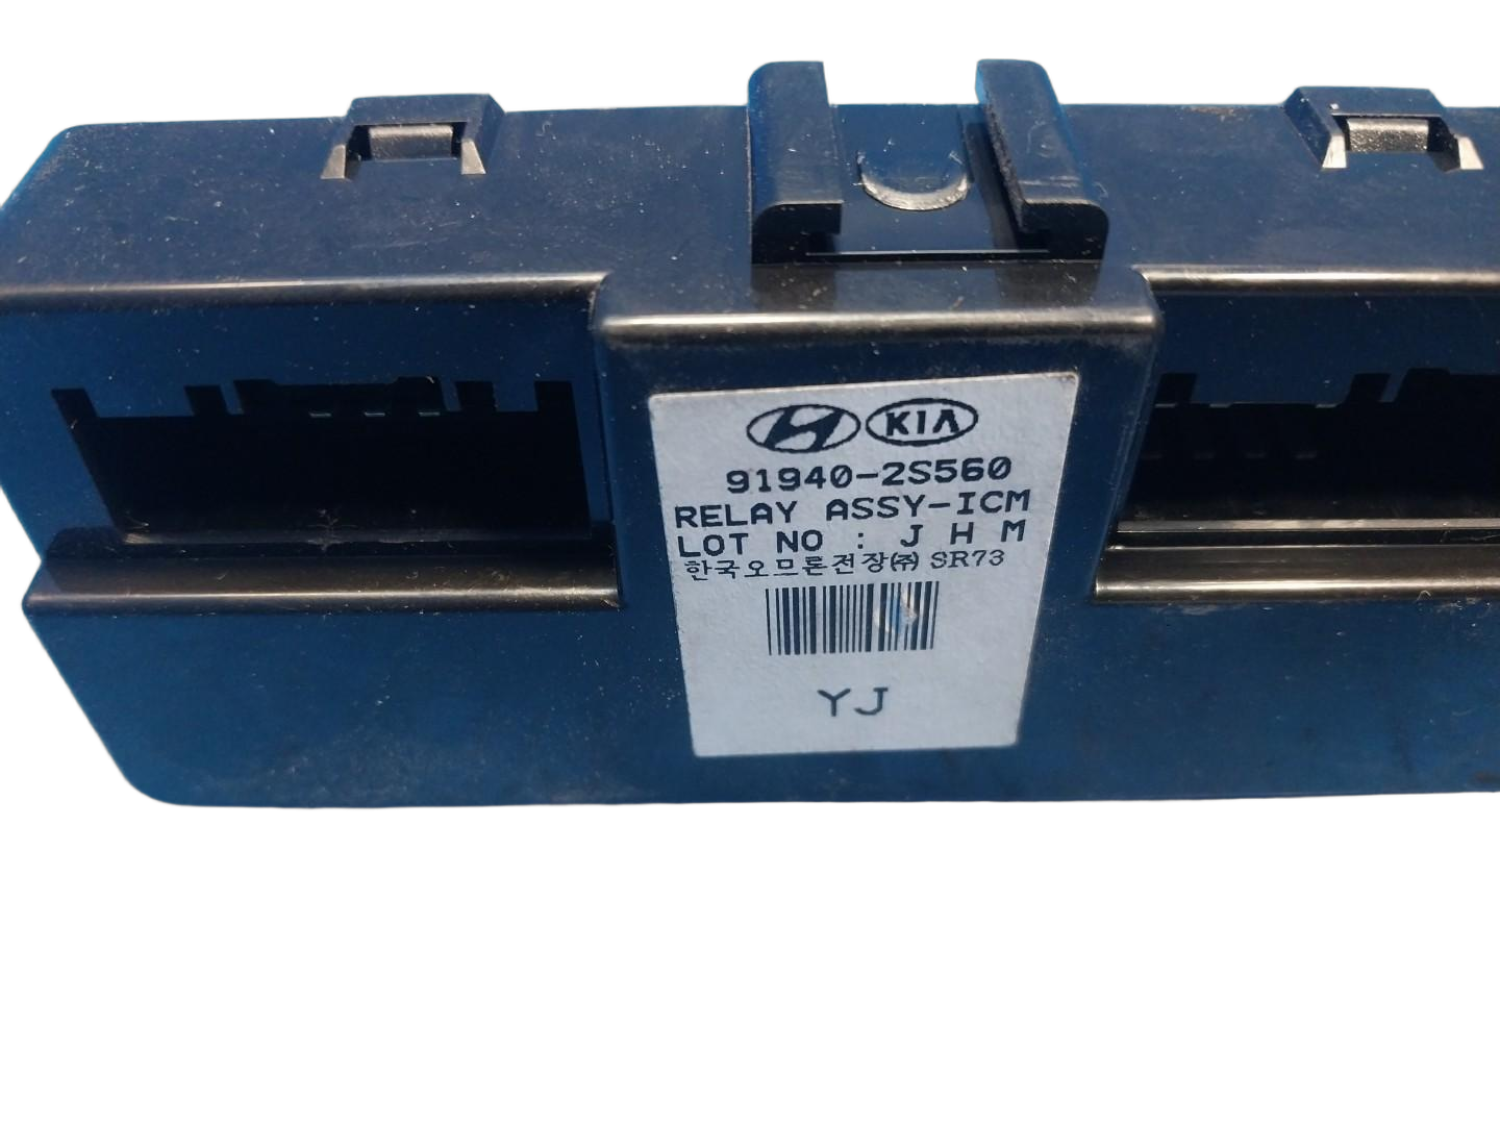 KIA
91940-2S560
RELAY ASSY-ICM
LOT NO : J H M
한국오므론전장㈜ SR73
YJ